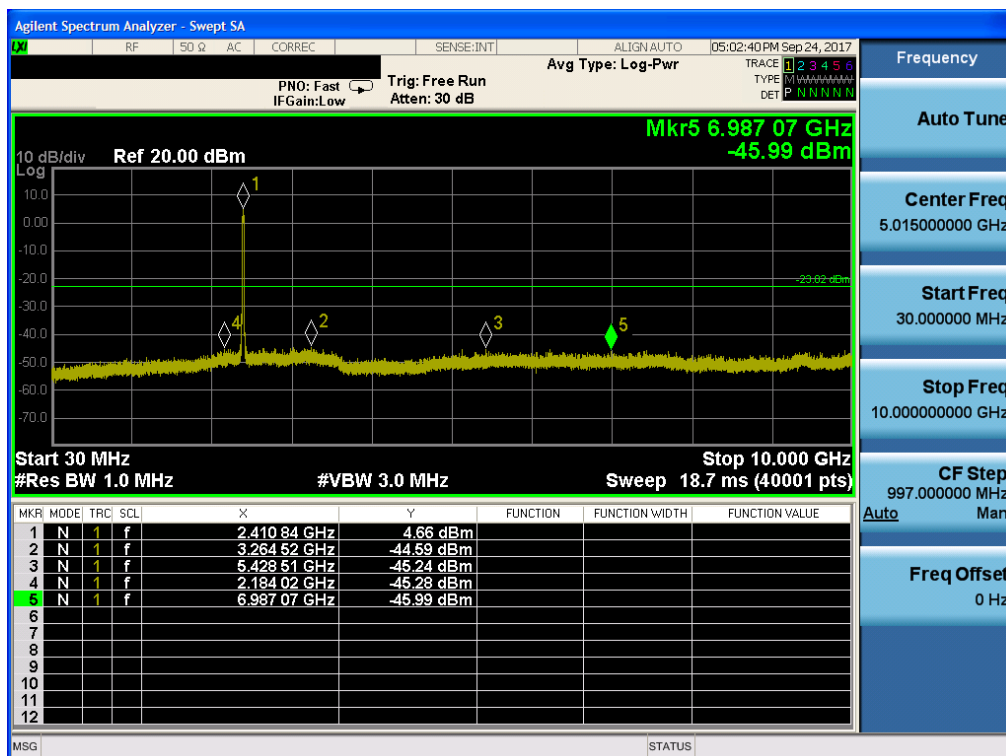 Agilent Spectrum Analyzer - Swept SA
LXI RF 50 Ω AC CORREC SENSE:INT ALIGN AUTO 05:02:40 PM Sep 24, 2017
Frequency
PNO: Fast
IFGain:Low
Trig: Free Run
Atten: 30 dB
Avg Type: Log-Pwr
TRACE 1 2 3 4 5 6
TYPE M
DET P N N N N N
Auto Tune
Mkr5 6.987 07 GHz
-45.99 dBm
10 dB/div Ref 20.00 dBm
Log
10.0
0.00
-10.0
-20.0
-30.0
-40.0
-50.0
-60.0
-70.0
1
-23.02 dBm
4
2
3
5
Center Freq
5.015000000 GHz
Start Freq
30.000000 MHz
Stop Freq
10.000000000 GHz
CF Step
997.000000 MHz
Auto Man
Freq Offset
0 Hz
Start 30 MHz Stop 10.000 GHz
#Res BW 1.0 MHz #VBW 3.0 MHz Sweep 18.7 ms (40001 pts)
MKR MODE TRC SCL X Y FUNCTION FUNCTION WIDTH FUNCTION VALUE
1 N 1 f 2.410 84 GHz 4.66 dBm
2 N 1 f 3.264 52 GHz -44.59 dBm
3 N 1 f 5.428 51 GHz -45.24 dBm
4 N 1 f 2.184 02 GHz -45.28 dBm
5 N 1 f 6.987 07 GHz -45.99 dBm
6
7
8
9
10
11
12
MSG STATUS